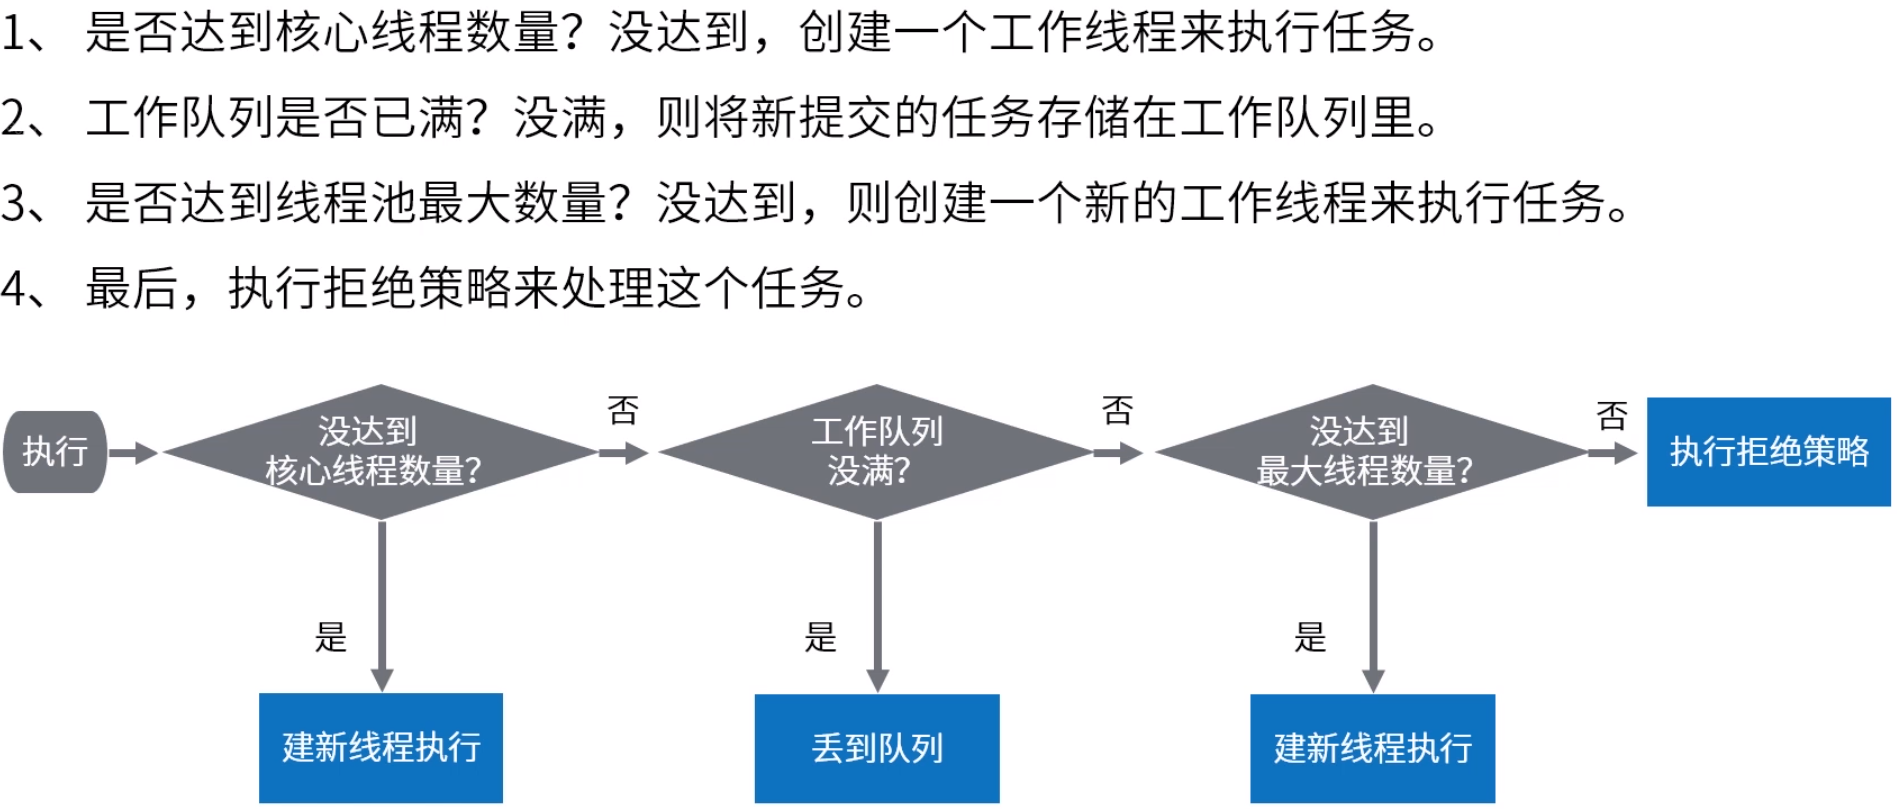 1、 是否达到核心线程数量？没达到，创建一个工作线程来执行任务。
2、 工作队列是否已满？没满，则将新提交的任务存储在工作队列里。
3、 是否达到线程池最大数量？没达到，则创建一个新的工作线程来执行任务。
4、 最后，执行拒绝策略来处理这个任务。
执行
没达到
核心线程数量？
否
工作队列
没满？
否
没达到
最大线程数量？
否
执行拒绝策略
是
是
是
建新线程执行
丢到队列
建新线程执行